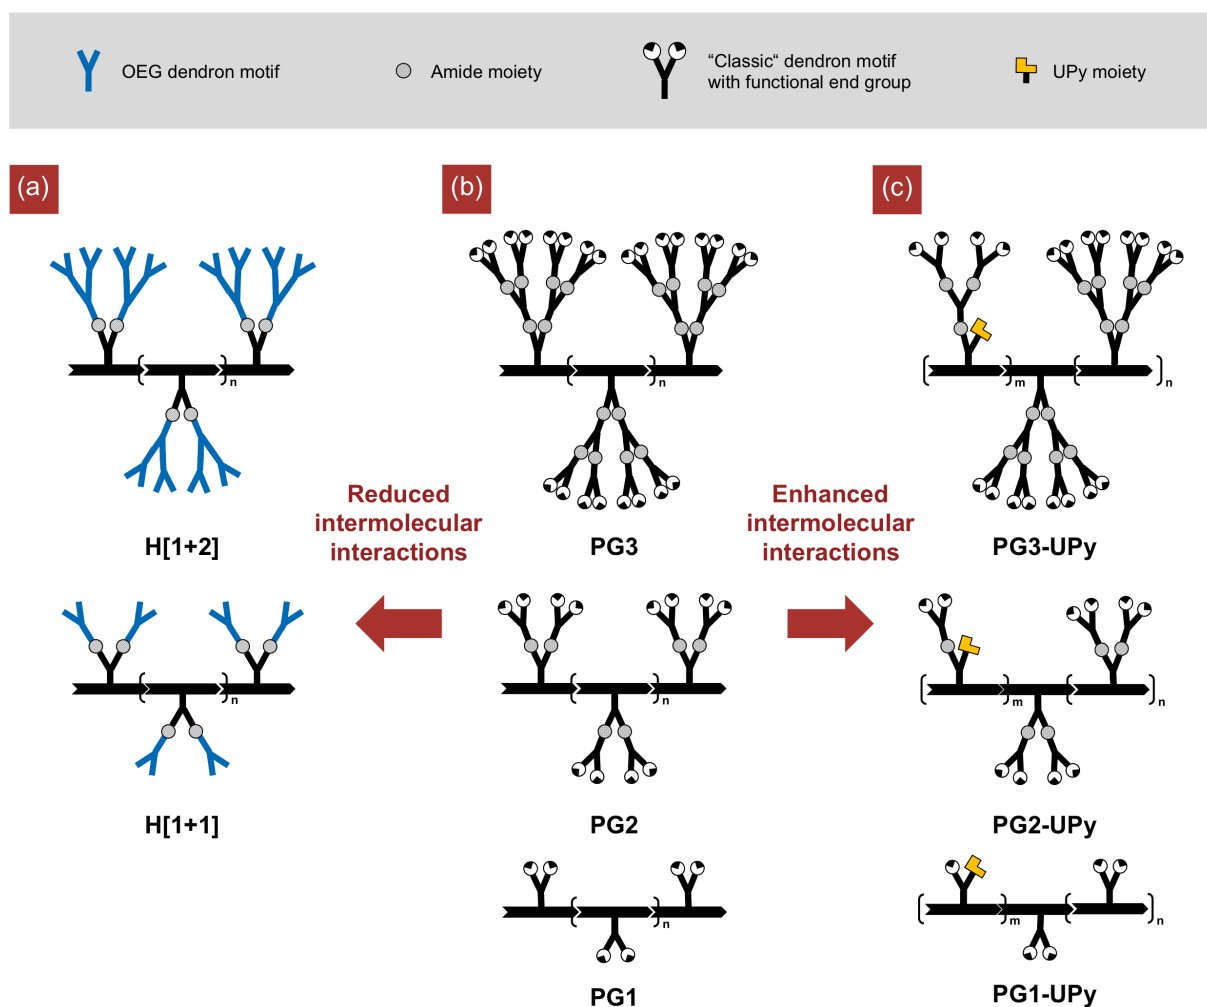 OEG dendron motif
Amide moiety
“Classic“ dendron motif
with functional end group
UPy moiety
(a)
(b)
(c)
n
n
m
n
Reduced
intermolecular
interactions
Enhanced
intermolecular
interactions
H[1+2]
PG3
PG3-UPy
n
n
m
n
H[1+1]
PG2
PG2-UPy
n
m
n
PG1
PG1-UPy